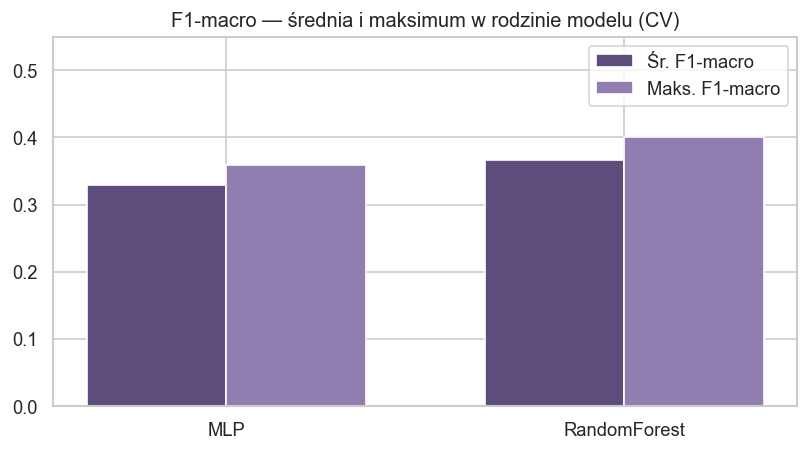 F1-macro — średnia i maksimum w rodzinie modelu (CV)
Śr. F1-macro
Maks. F1-macro
0.5
0.4
0.3
0.2
0.1
0.0
MLP
RandomForest